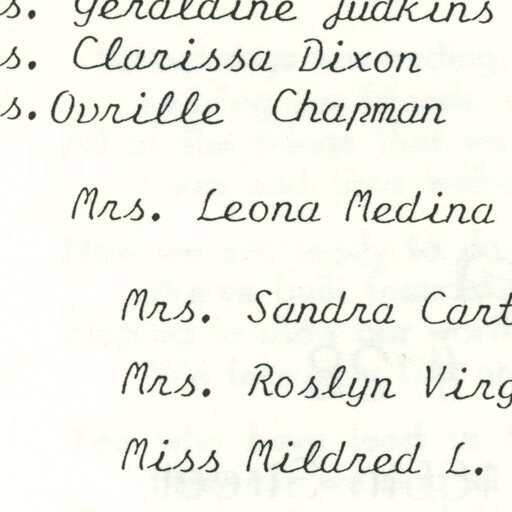 s. Geraldine Judkins
s. Clarissa Dixon
s. Ovrille Chapman
Mrs. Leona Medina
Mrs. Sandra Cart
Mrs. Roslyn Virg
Miss Mildred L.